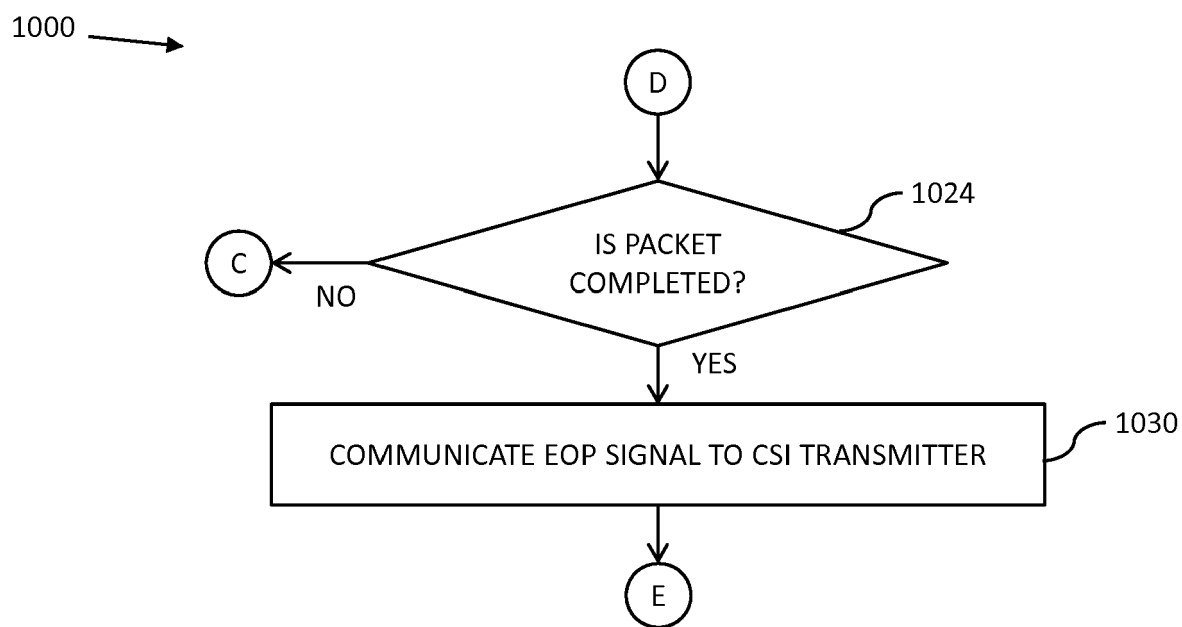 1000
D
1024
IS PACKET
COMPLETED?
C
NO
YES
COMMUNICATE EOP SIGNAL TO CSI TRANSMITTER
1030
E